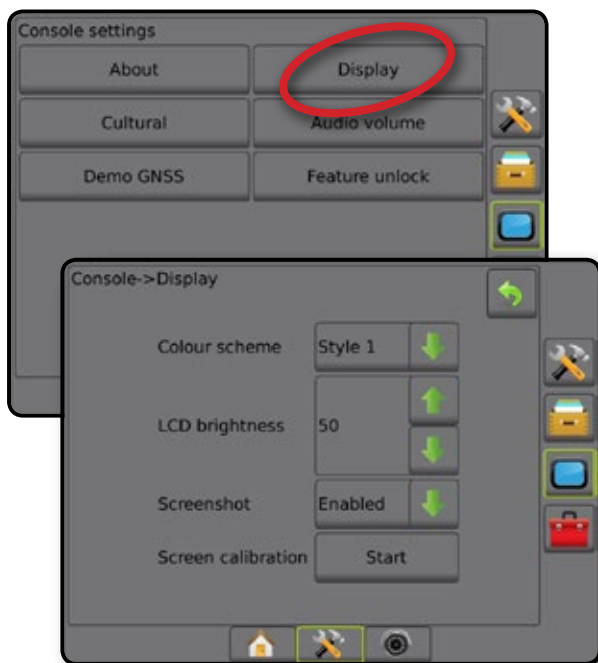 Console settings
About
Display
Cultural
Audio volume
Demo GNSS
Feature unlock
Console->Display
Colour scheme
Style 1
LCD brightness
50
Screenshot
Enabled
Screen calibration
Start